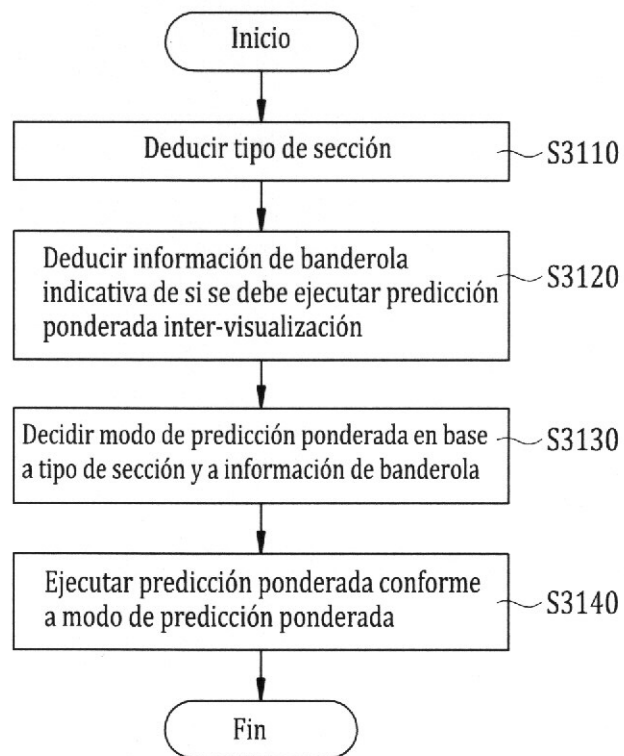 Inicio
Deducir tipo de sección
S3110
Deducir información de banderola
indicativa de si se debe ejecutar predicción
ponderada inter-visualización
S3120
Decidir modo de predicción ponderada en base
a tipo de sección y a información de banderola
S3130
Ejecutar predicción ponderada conforme
a modo de predicción ponderada
S3140
Fin